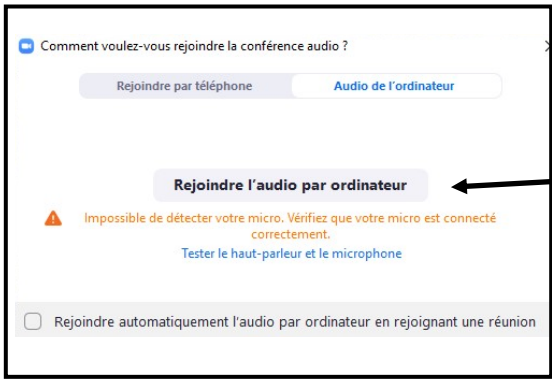 Comment voulez-vous rejoindre la conférence audio ?
Rejoindre par téléphone
Audio de l'ordinateur
Rejoindre l'audio par ordinateur
Impossible de détecter votre micro. Vérifiez que votre micro est connecté
correctement.
Tester le haut-parleur et le microphone
Rejoindre automatiquement l'audio par ordinateur en rejoignant une réunion